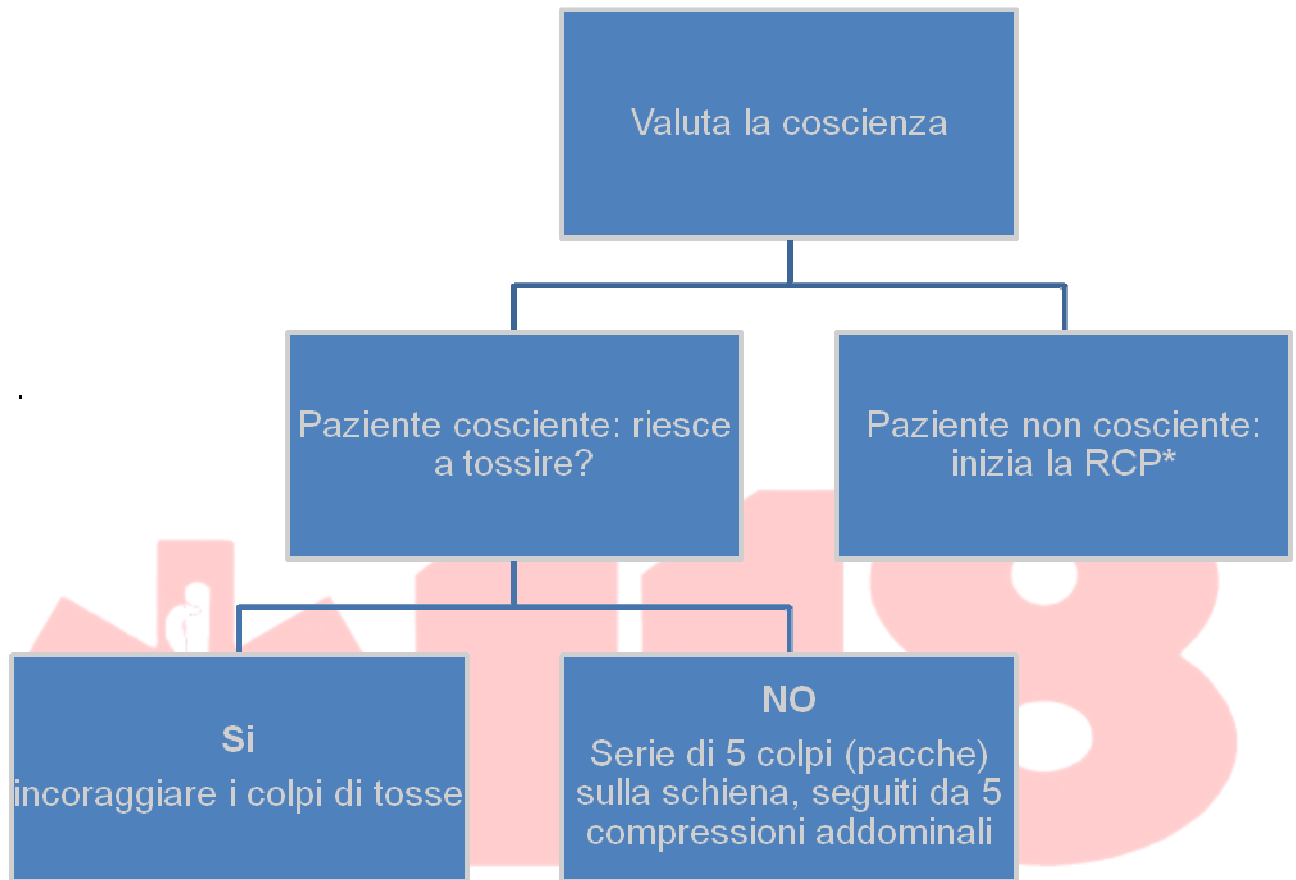 Valuta la coscienza
Paziente cosciente: riesce
a tossire?
Paziente non cosciente:
inizia la RCP*
.
Si
incoraggiare i colpi di tosse
NO
Serie di 5 colpi (pacche)
sulla schiena, seguiti da 5
compressioni addominali
118